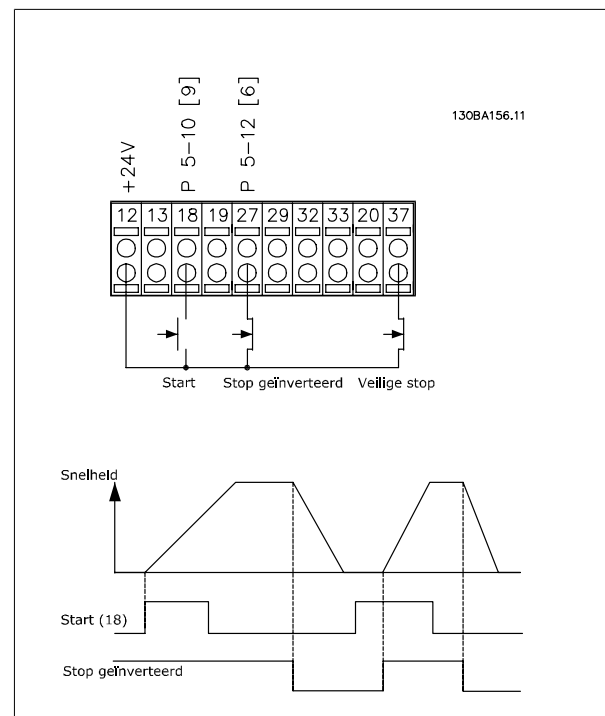 130BA156.11
+24V
P 5-10 [9]
P 5-12 [6]
12 13 18 19 27 29 32 33 20 37
Start Stop geïnverteerd Veilige stop
Snelheid
Start (18)
Stop geïnverteerd